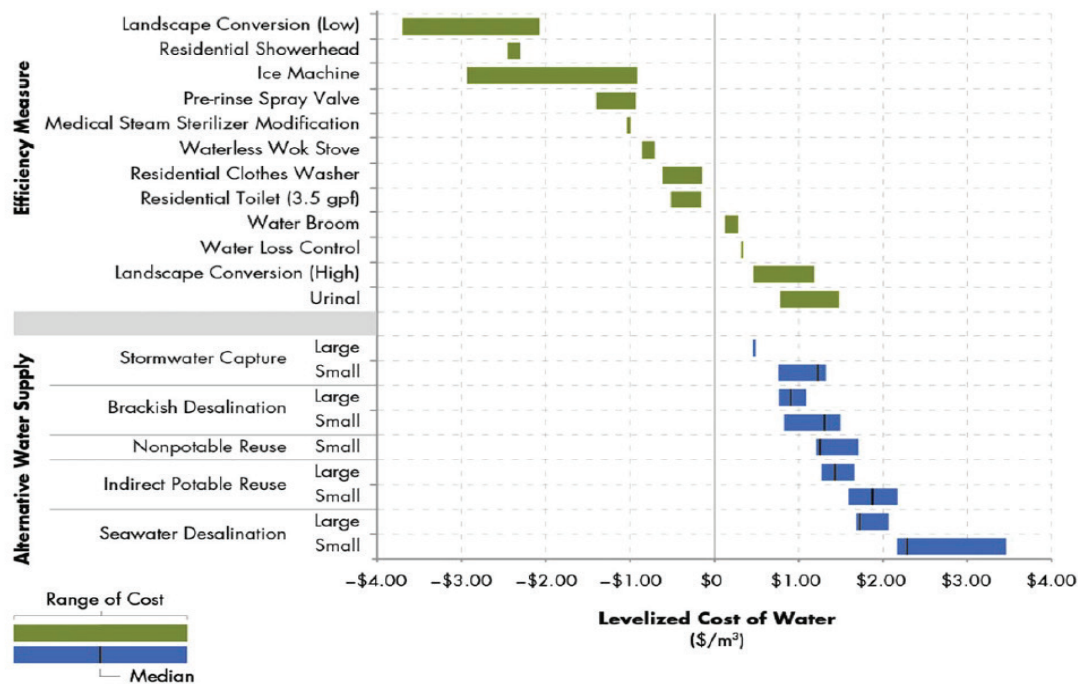 Efficiency Measure
Landscape Conversion (Low)
Residential Showerhead
Ice Machine
Pre-rinse Spray Valve
Medical Steam Sterilizer Modification
Waterless Wok Stove
Residential Clothes Washer
Residential Toilet (3.5 gpf)
Water Broom
Water Loss Control
Landscape Conversion (High)
Urinal
Alternative Water Supply
Stormwater Capture
Large
Small
Brackish Desalination
Large
Small
Nonpotable Reuse
Small
Indirect Potable Reuse
Large
Small
Seawater Desalination
Large
Small
–$4.00 –$3.00 –$2.00 –$1.00 $0 $1.00 $2.00 $3.00 $4.00
Levelized Cost of Water
($/m³)
Range of Cost
Median